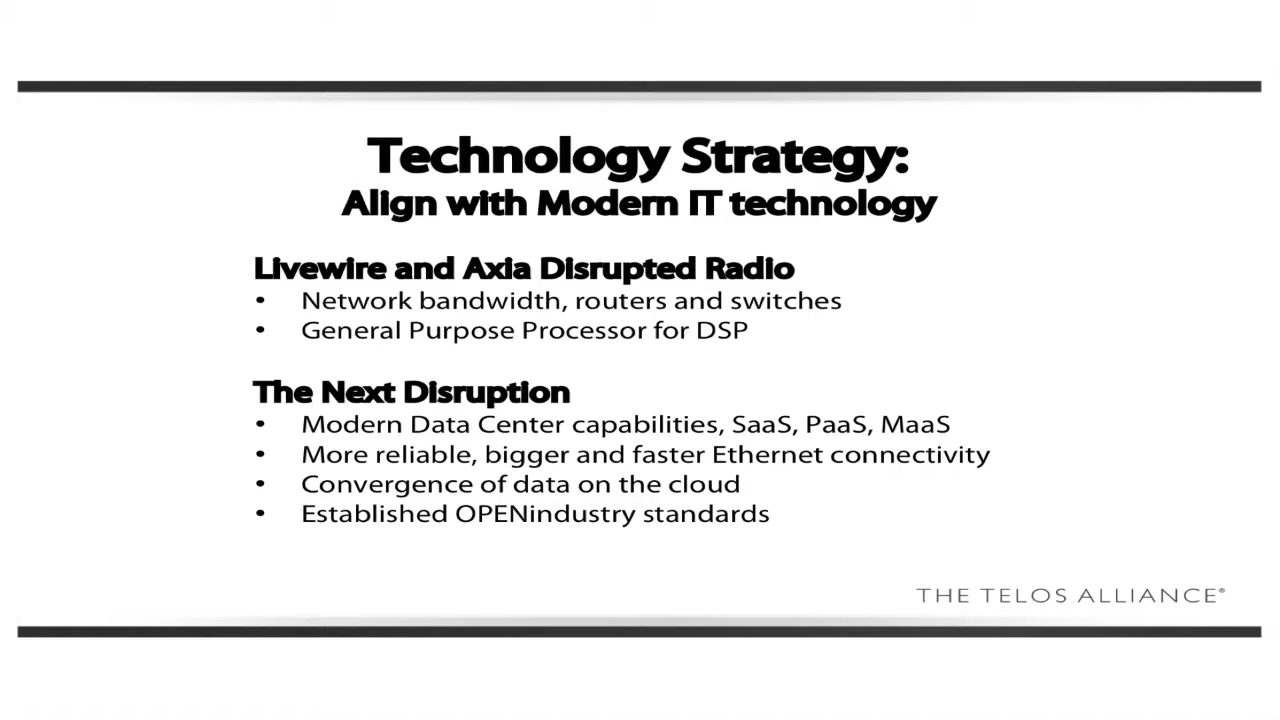 Technology Strategy:
Align with Modern IT technology
Livewire and Axia Disrupted Radio
• Network bandwidth, routers and switches
• General Purpose Processor for DSP
The Next Disruption
• Modern Data Center capabilities, SaaS, PaaS, MaaS
• More reliable, bigger and faster Ethernet connectivity
• Convergence of data on the cloud
• Established OPENindustry standards
THE TELOS ALLIANCE®